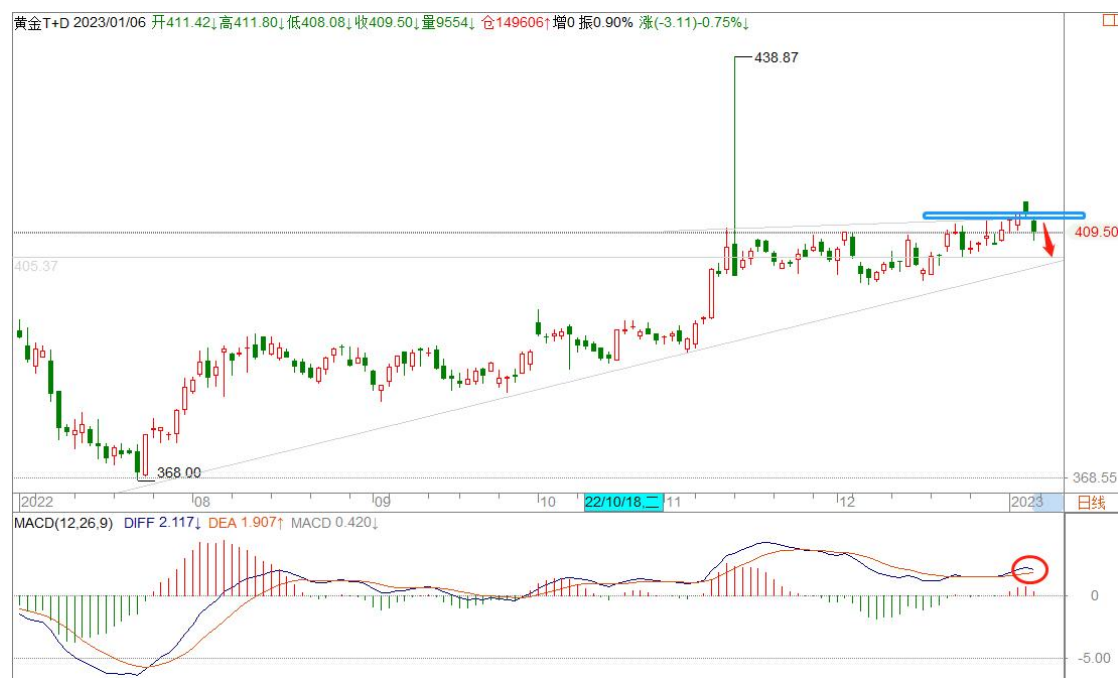 黄金T+D 2023/01/06 开411.42↓高411.80↓低408.08↓收409.50↓量9554↓ 仓149606↑增0 振0.90% 涨(-3.11)-0.75%↓
438.87
409.50
405.37
368.00
368.55
2022 08 09 10 22/10/18,二 11 12 2023 日线
MACD(12,26,9) DIFF 2.117↓ DEA 1.907↑ MACD 0.420↓
0
-5.00